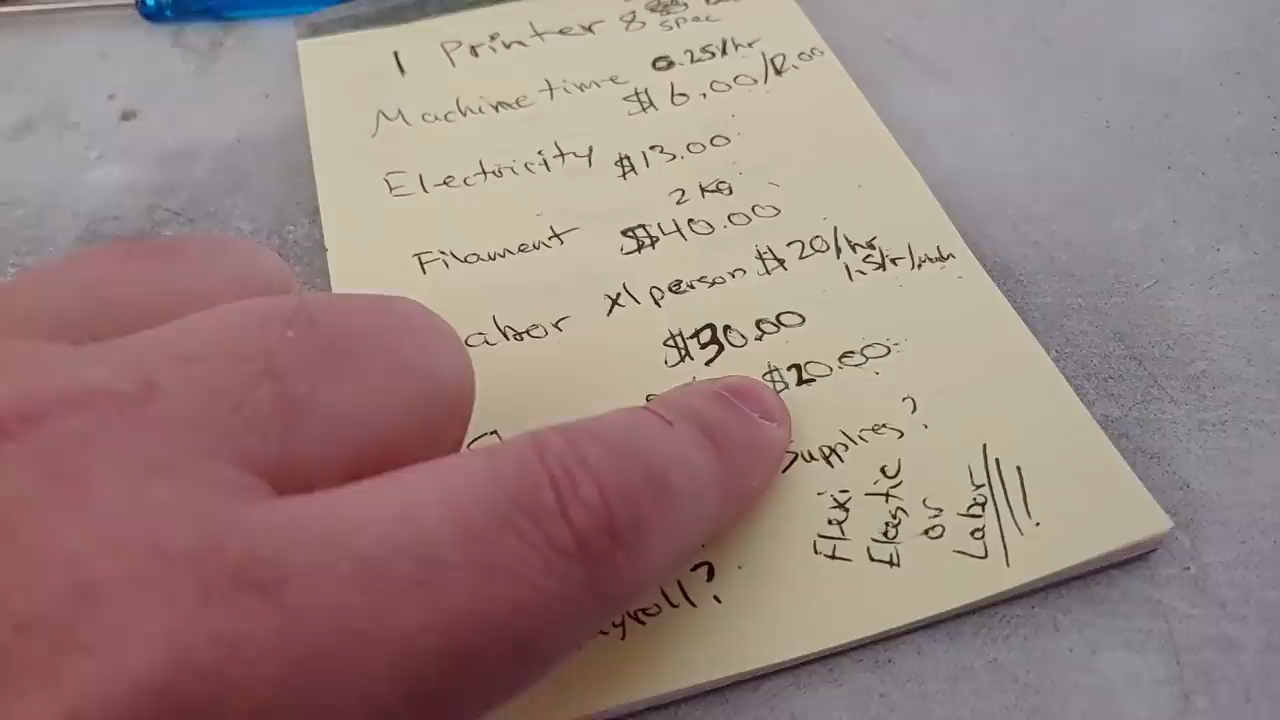 1 Printer 8
spec
Machine time 0.25/hr
$6.00/12.00
Electricity $13.00
2 KG
Filament $40.00
x1 person $20/hr
abor
$30.00
$20.00
Supplies?
Flexi
Elastic
or
Labor!!!
yroll?